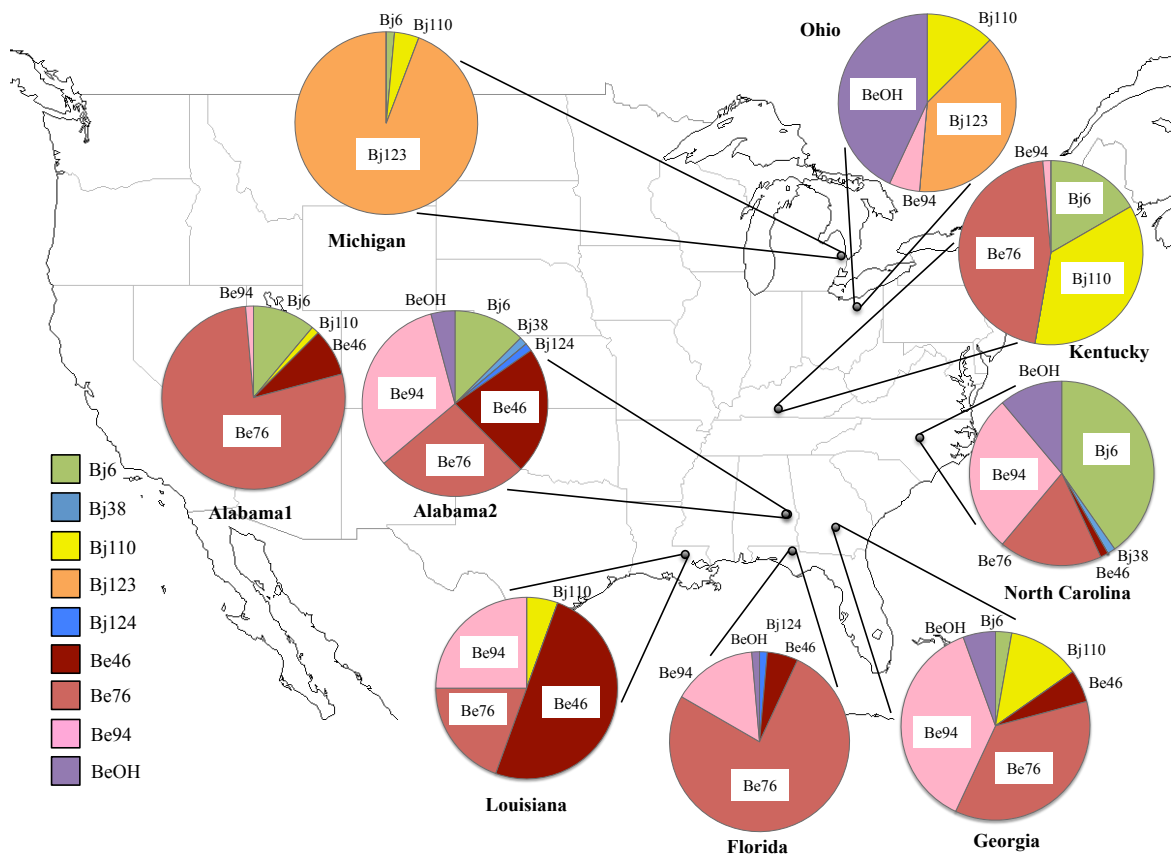 Bj6
Bj110
Bj123
Michigan
Ohio
Bj110
BeOH
Bj123
Be94
Be94
Bj6
Be76
Bj110
Kentucky
Be94
Bj6
Bj110
Be46
Be76
Alabama1
BeOH
Bj6
Bj38
Bj124
Be94
Be46
Be76
Alabama2
BeOH
Bj6
Be94
Be76
Bj38
Be46
North Carolina
Bj6
Bj38
Bj110
Bj123
Bj124
Be46
Be76
Be94
BeOH
Bj110
Be94
Be46
Be76
Louisiana
BeOH
Bj124
Be46
Be94
Be76
Florida
BeOH
Bj6
Bj110
Be46
Be94
Be76
Georgia